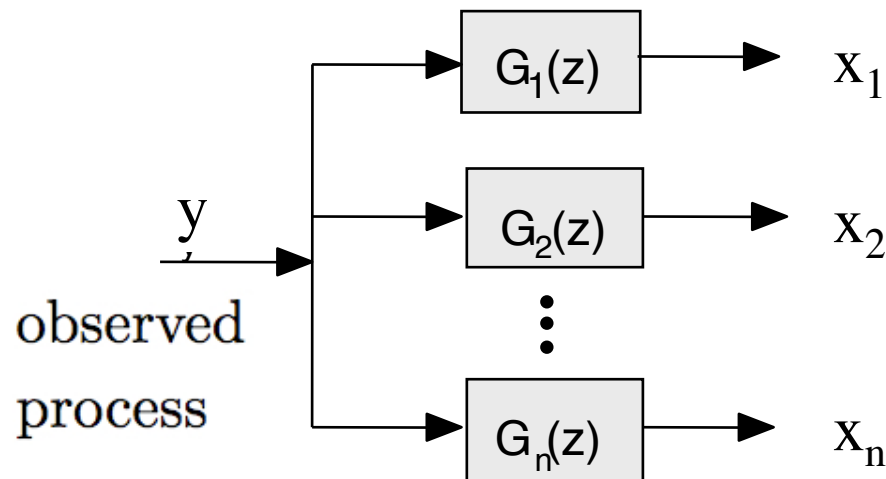 G₁(z) x₁
G₂(z) x₂
y
observed
process
Gₙ(z) xₙ